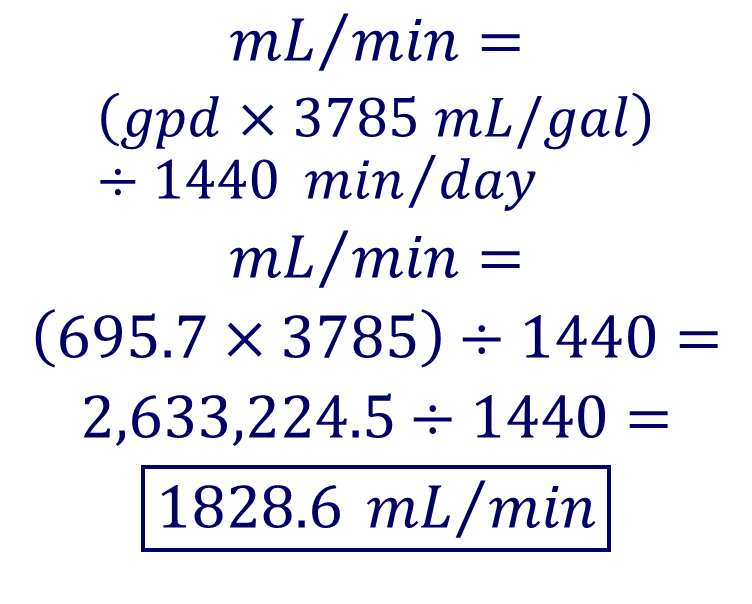 mL/min =
(gpd × 3785 mL/gal)
÷ 1440 min/day
mL/min =
(695.7 × 3785) ÷ 1440 =
2,633,224.5 ÷ 1440 =
1828.6 mL/min